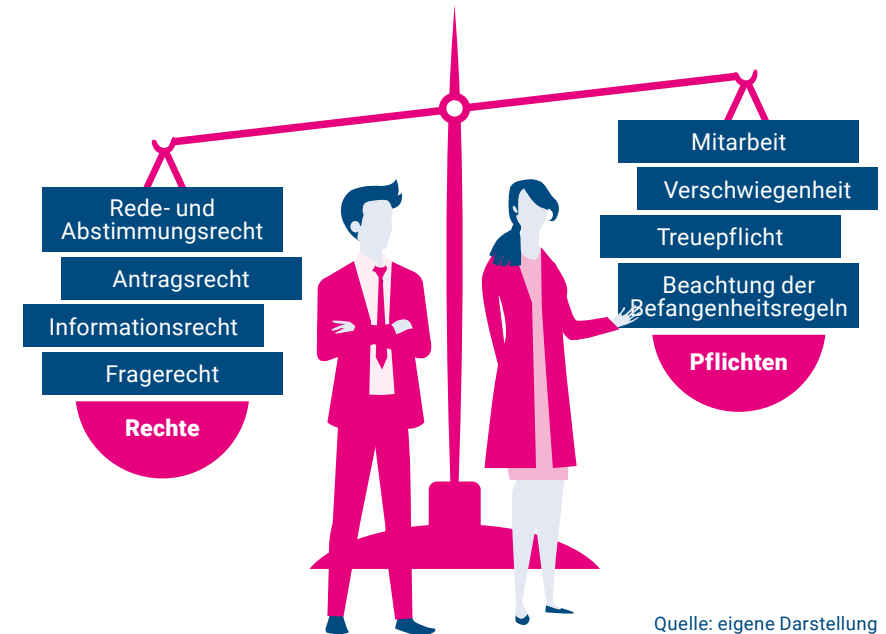 Rede- und
Abstimmungsrecht
Antragsrecht
Informationsrecht
Fragerecht
Rechte
Mitarbeit
Verschwiegenheit
Treuepflicht
Beachtung der
Befangenheitsregeln
Pflichten
Quelle: eigene Darstellung